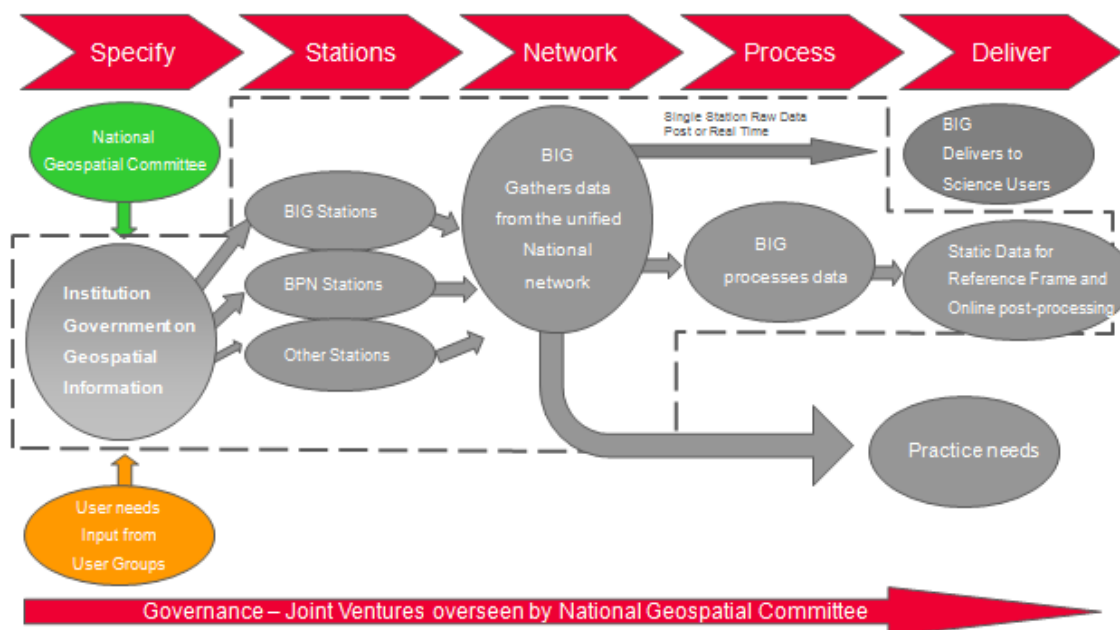 Specify
Stations
Network
Process
Deliver
National
Geospatial Committee
Institution
Government on
Geospatial
Information
User needs
Input from
User Groups
BIG Stations
BPN Stations
Other Stations
BIG
Gathers data
from the unified
National
network
Single Station Raw Data
Post or Real Time
BIG
processes data
BIG
Delivers to
Science Users
Static Data for
Reference Frame and
Online post-processing
Practice needs
Governance – Joint Ventures overseen by National Geospatial Committee